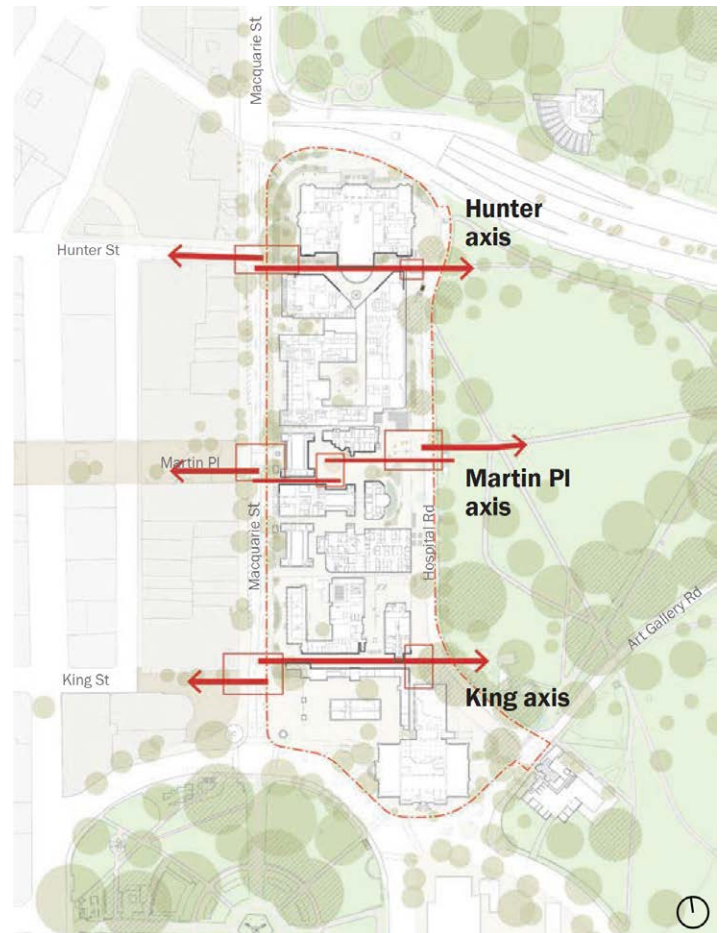 Macquarie St
Hunter
axis
Hunter St
Martin Pl
Martin Pl
axis
Macquarie St
Hospital Rd
Art Gallery Rd
King St
King axis